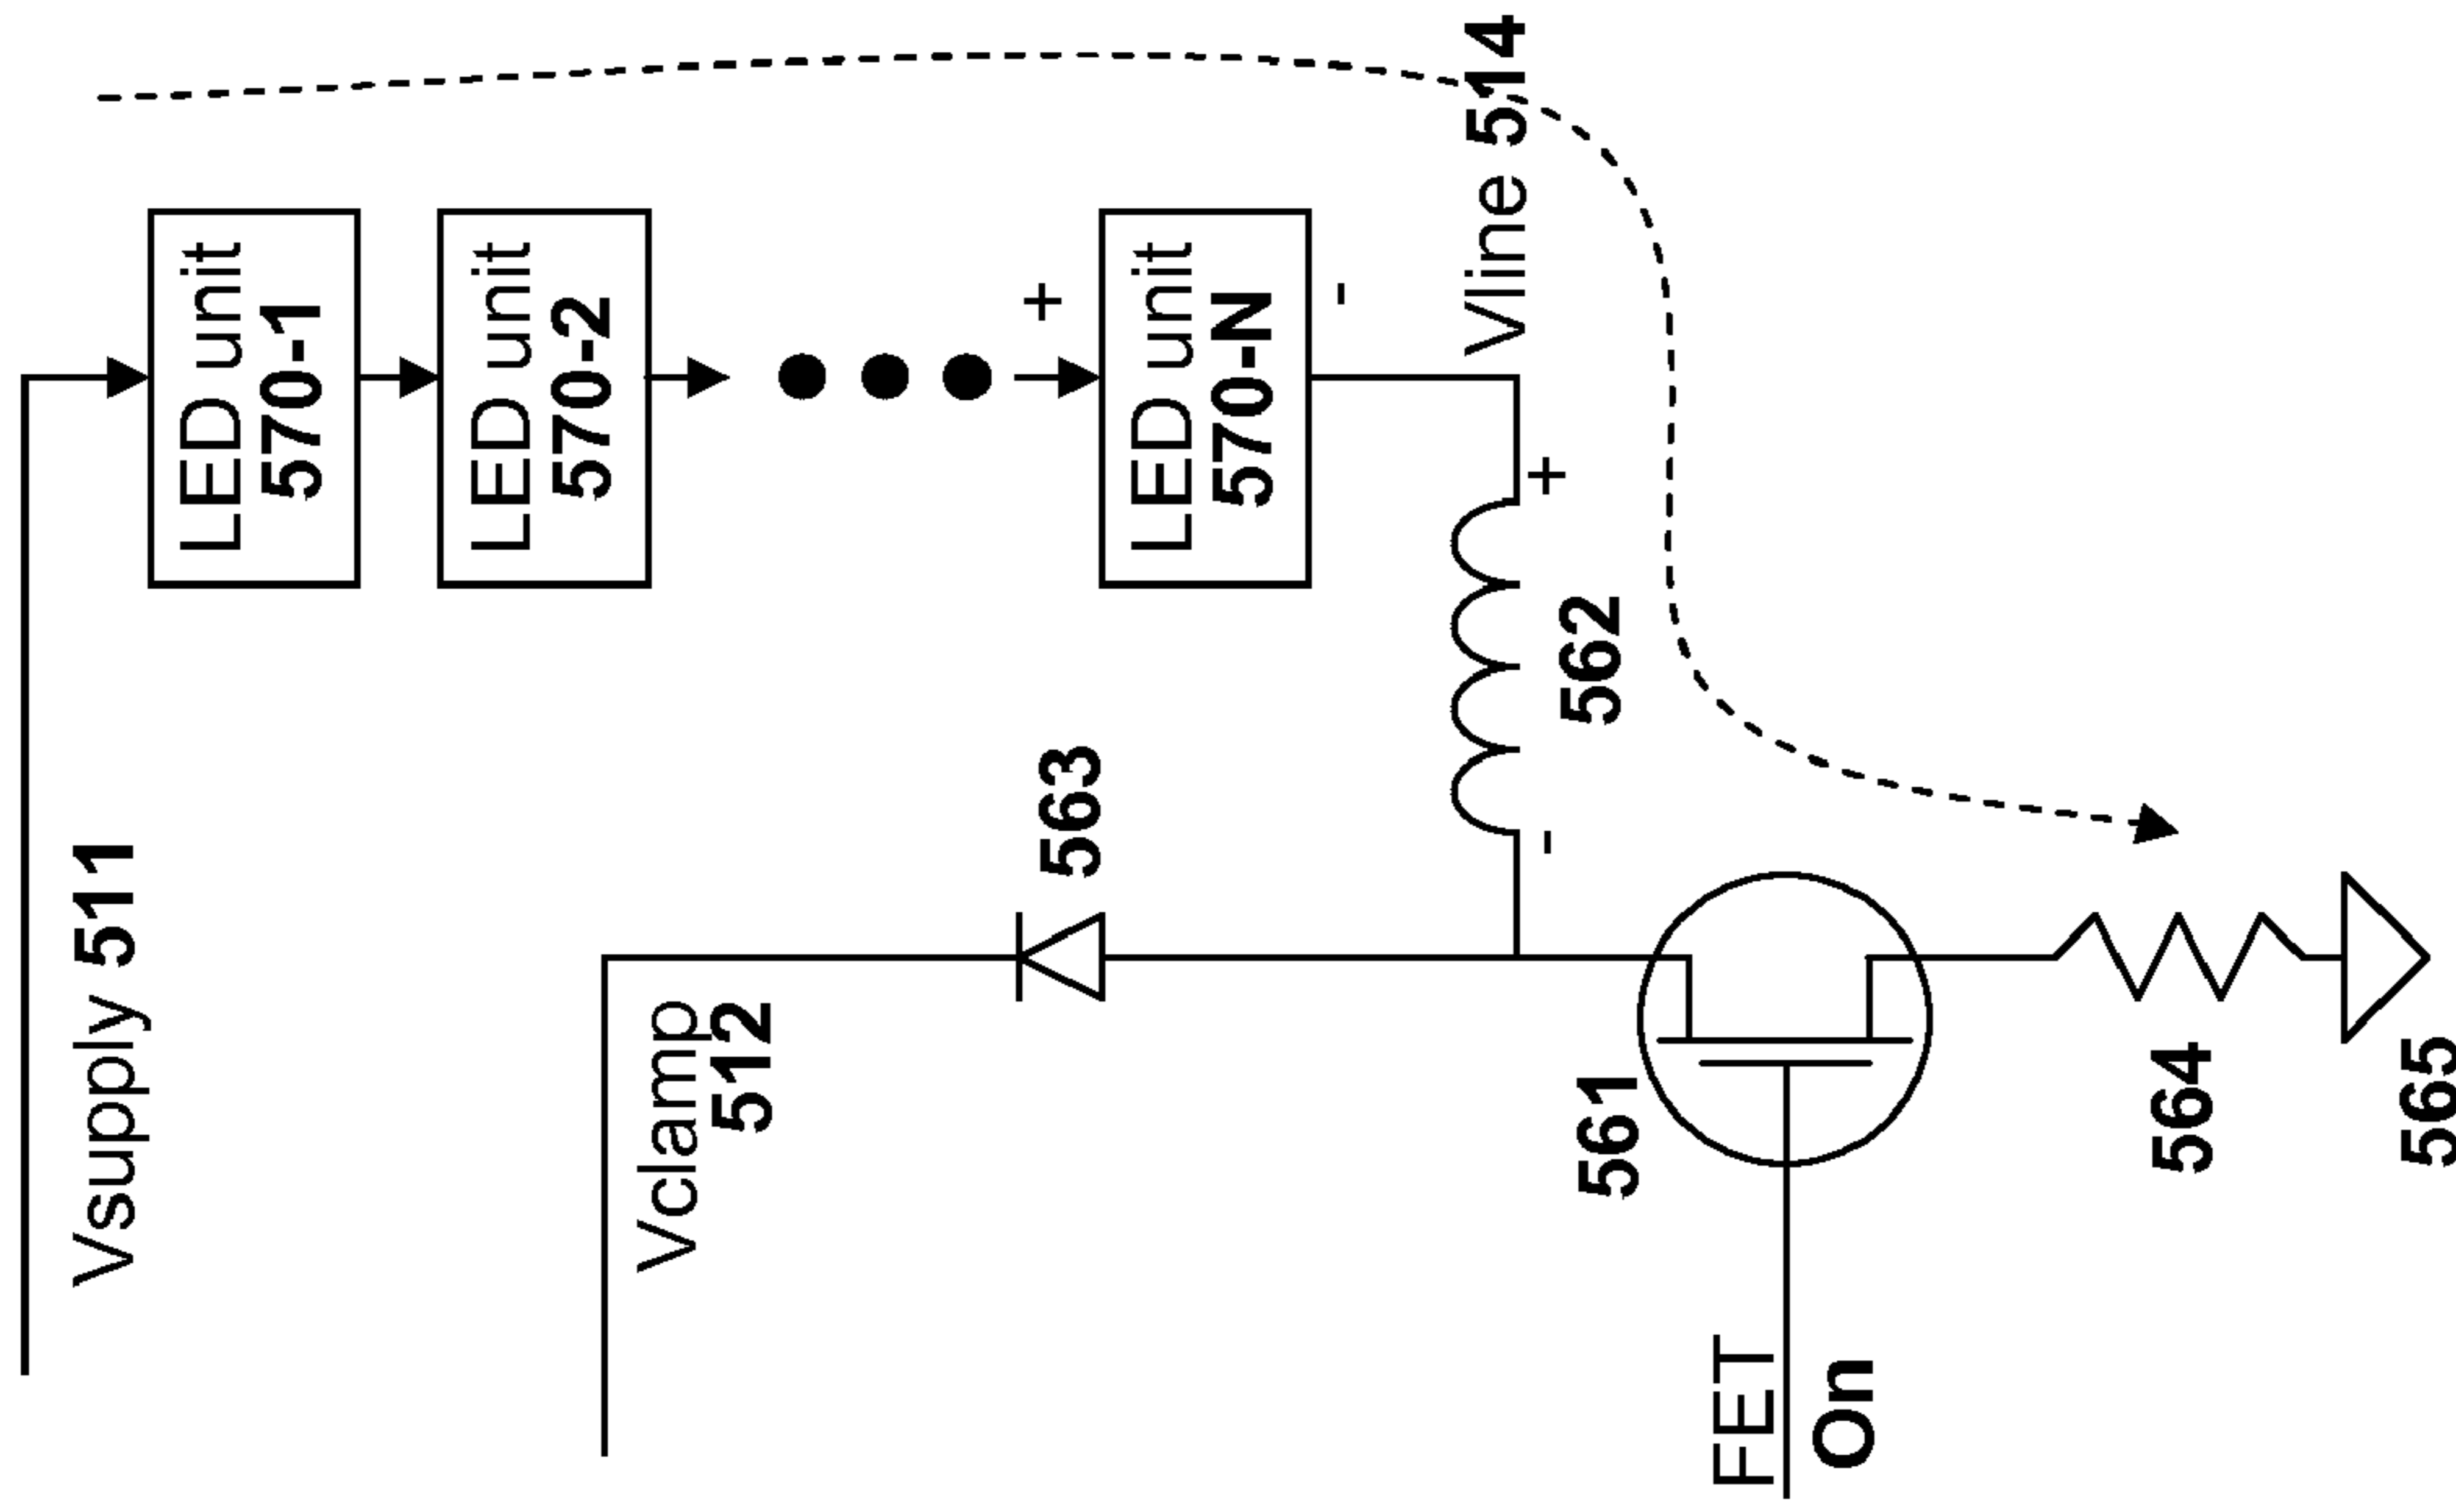 Vsupply 511
LED unit
570-1
LED unit
570-2
+
LED unit
570-N
-
Vline 514
+
562
-
Vclamp
512
563
561
FET
On
564
565